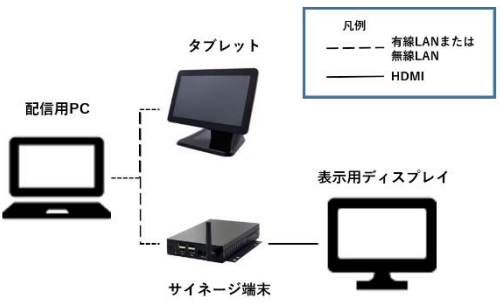 凡例
有線LANまたは
無線LAN
HDMI
タブレット
配信用PC
表示用ディスプレイ
サイネージ端末